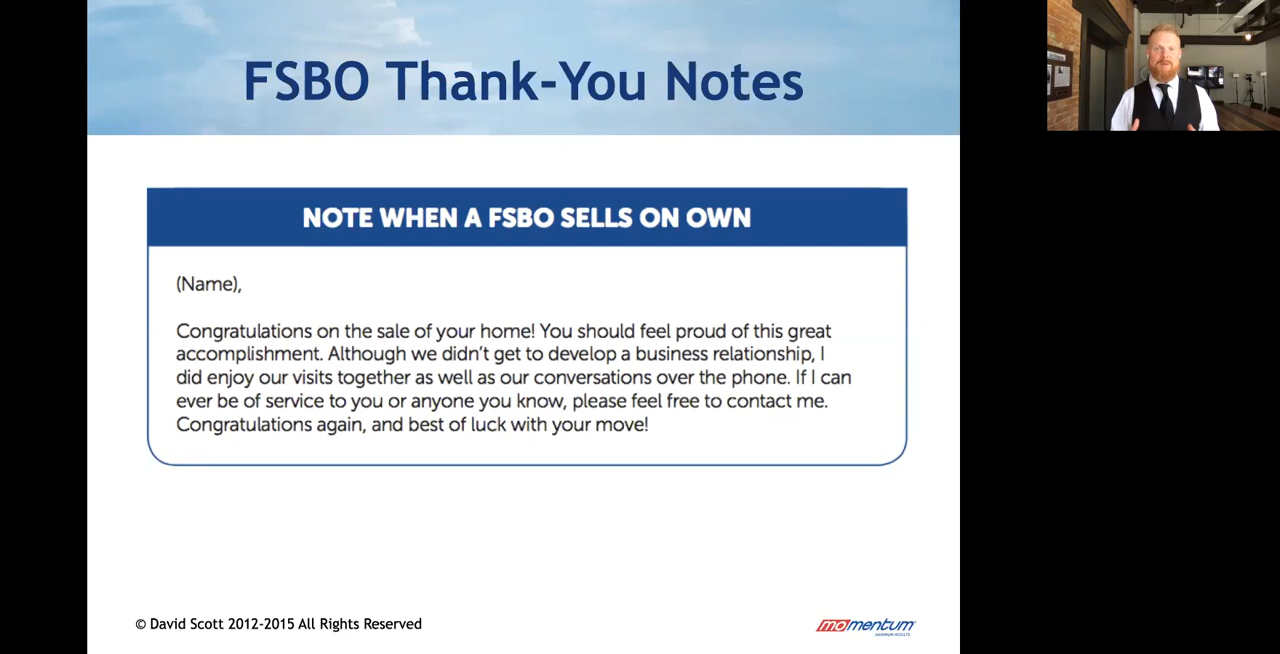 FSBO Thank-You Notes
NOTE WHEN A FSBO SELLS ON OWN
(Name),
Congratulations on the sale of your home! You should feel proud of this great
accomplishment. Although we didn't get to develop a business relationship, I
did enjoy our visits together as well as our conversations over the phone. If I can
ever be of service to you or anyone you know, please feel free to contact me.
Congratulations again, and best of luck with your move!
© David Scott 2012-2015 All Rights Reserved
momentum
MAXIMUM RESULTS